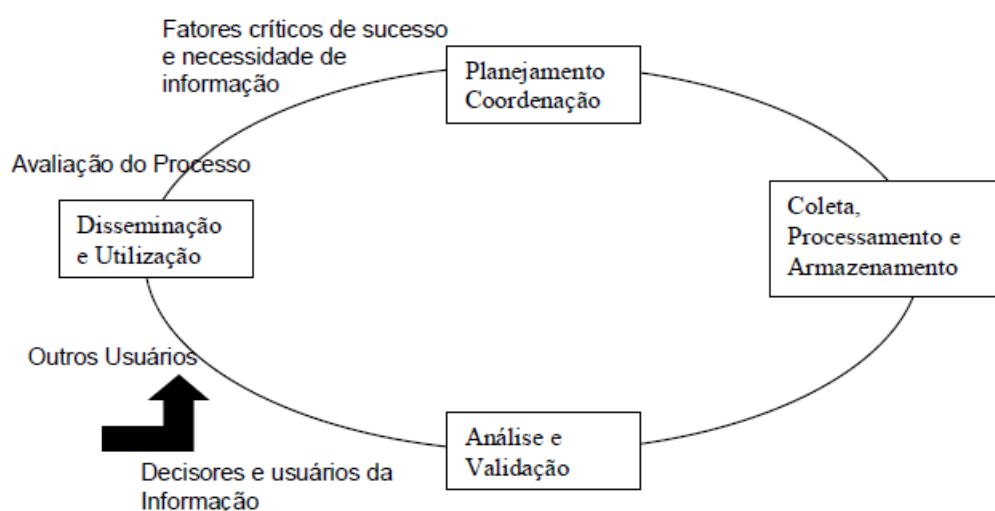 Fatores críticos de sucesso
e necessidade de
informação
Planejamento
Coordenação
Avaliação do Processo
Disseminação
e Utilização
Coleta,
Processamento e
Armazenamento
Outros Usuários
Análise e
Validação
Decisores e usuários da
Informação